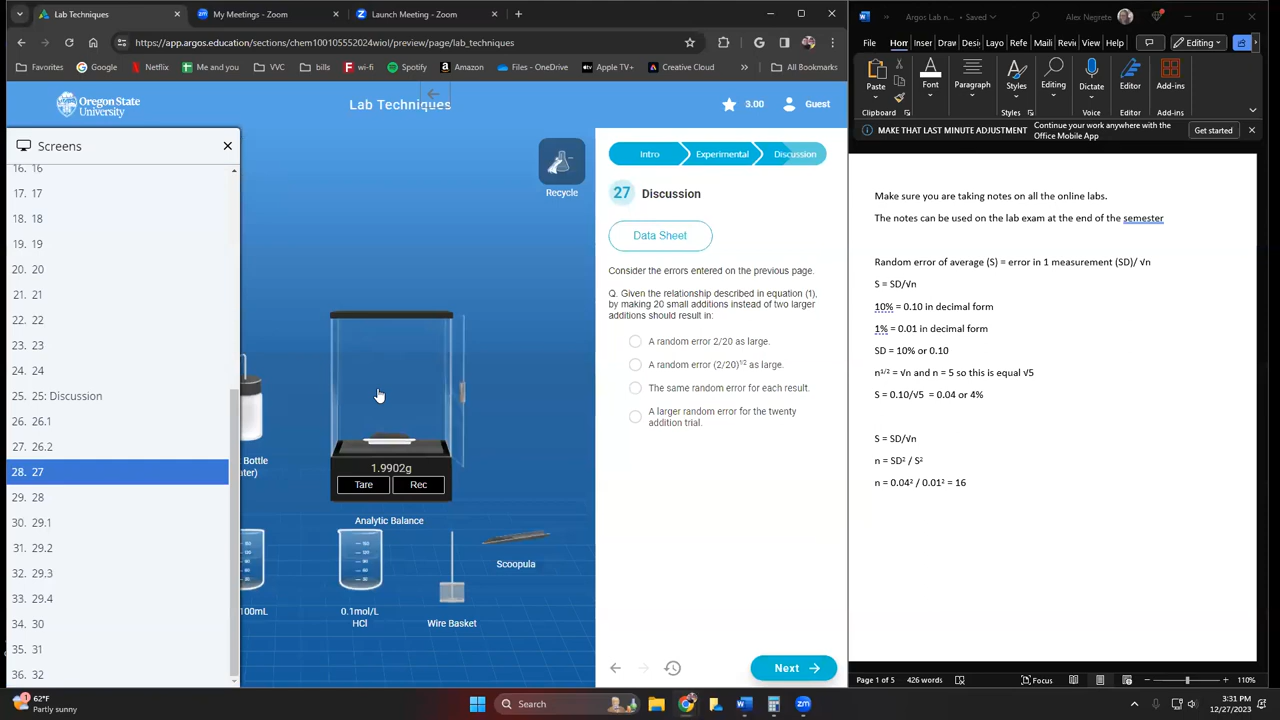 Lab Techniques
My Meetings - Zoom
Launch Meeting - Zoom
https://app.argos.education/sections/chem100105552024wiol/preview/page/lab_techniques
Favorites
Google
Netflix
Me and you
VVC
bills
wi-fi
Spotify
Amazon
Files - OneDrive
Apple TV+
Creative Cloud
All Bookmarks
Oregon State
University
Lab Techniques
3.00
Guest
Screens
16. 16
17. 17
18. 18
19. 19
20. 20
21. 21
22. 22
23. 23
24. 24
25. 25: Discussion
26. 26.1
27. 26.2
28. 27
29. 28
30. 29.1
31. 29.2
32. 29.3
33. 29.4
34. 30
35. 31
36. 32
Recycle
Bottle
1.9902g
Tare
Rec
Analytic Balance
100mL
0.1mol/L
HCl
Wire Basket
Scoopula
Intro
Experimental
Discussion
27 Discussion
Data Sheet
Consider the errors entered on the previous page.
Q. Given the relationship described in equation (1),
by making 20 small additions instead of two larger
additions should result in:
A random error 2/20 as large.
A random error (2/20)1/2 as large.
The same random error for each result.
A larger random error for the twenty
addition trial.
Next
Argos Lab n... • Saved
Alex Negrete
File
Hom
Inser
Draw
Desi
Layo
Refe
Maili
Revie
View
Help
Editing
Paste
Font
Paragraph
Styles
Editing
Dictate
Editor
Add-ins
Clipboard
Styles
Voice
Editor
Add-ins
MAKE THAT LAST MINUTE ADJUSTMENT
Continue your work anywhere with the
Office Mobile App
Get started
Make sure you are taking notes on all the online labs.
The notes can be used on the lab exam at the end of the semester
Random error of average (S) = error in 1 measurement (SD)/ √n
S = SD/√n
10% = 0.10 in decimal form
1% = 0.01 in decimal form
SD = 10% or 0.10
n1/2 = √n and n = 5 so this is equal √5
S = 0.10/√5 = 0.04 or 4%
S = SD/√n
n = SD² / S²
n = 0.04² / 0.01² = 16
Page 1 of 5
426 words
Focus
110%
62°F
Partly sunny
Search
3:31 PM
12/27/2023